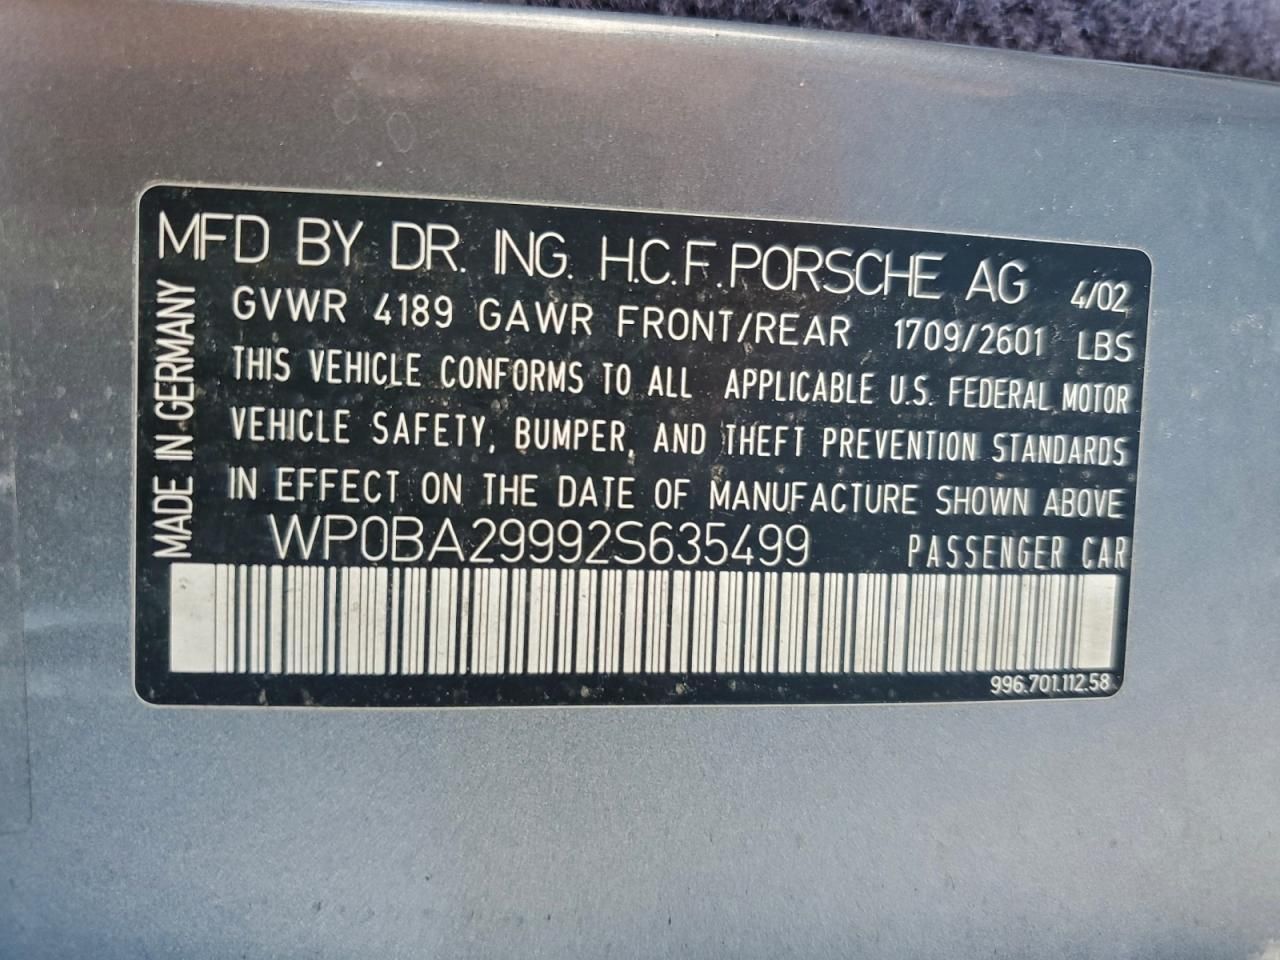 MFD BY DR. ING. H.C.F. PORSCHE AG 4/02
GVWR 4189 GAWR FRONT/REAR 1709/2601 LBS
THIS VEHICLE CONFORMS TO ALL APPLICABLE U.S. FEDERAL MOTOR
VEHICLE SAFETY, BUMPER, AND THEFT PREVENTION STANDARDS
IN EFFECT ON THE DATE OF MANUFACTURE SHOWN ABOVE
WP0BA29992S635499 PASSENGER CAR
996.701.112.58
MADE IN GERMANY